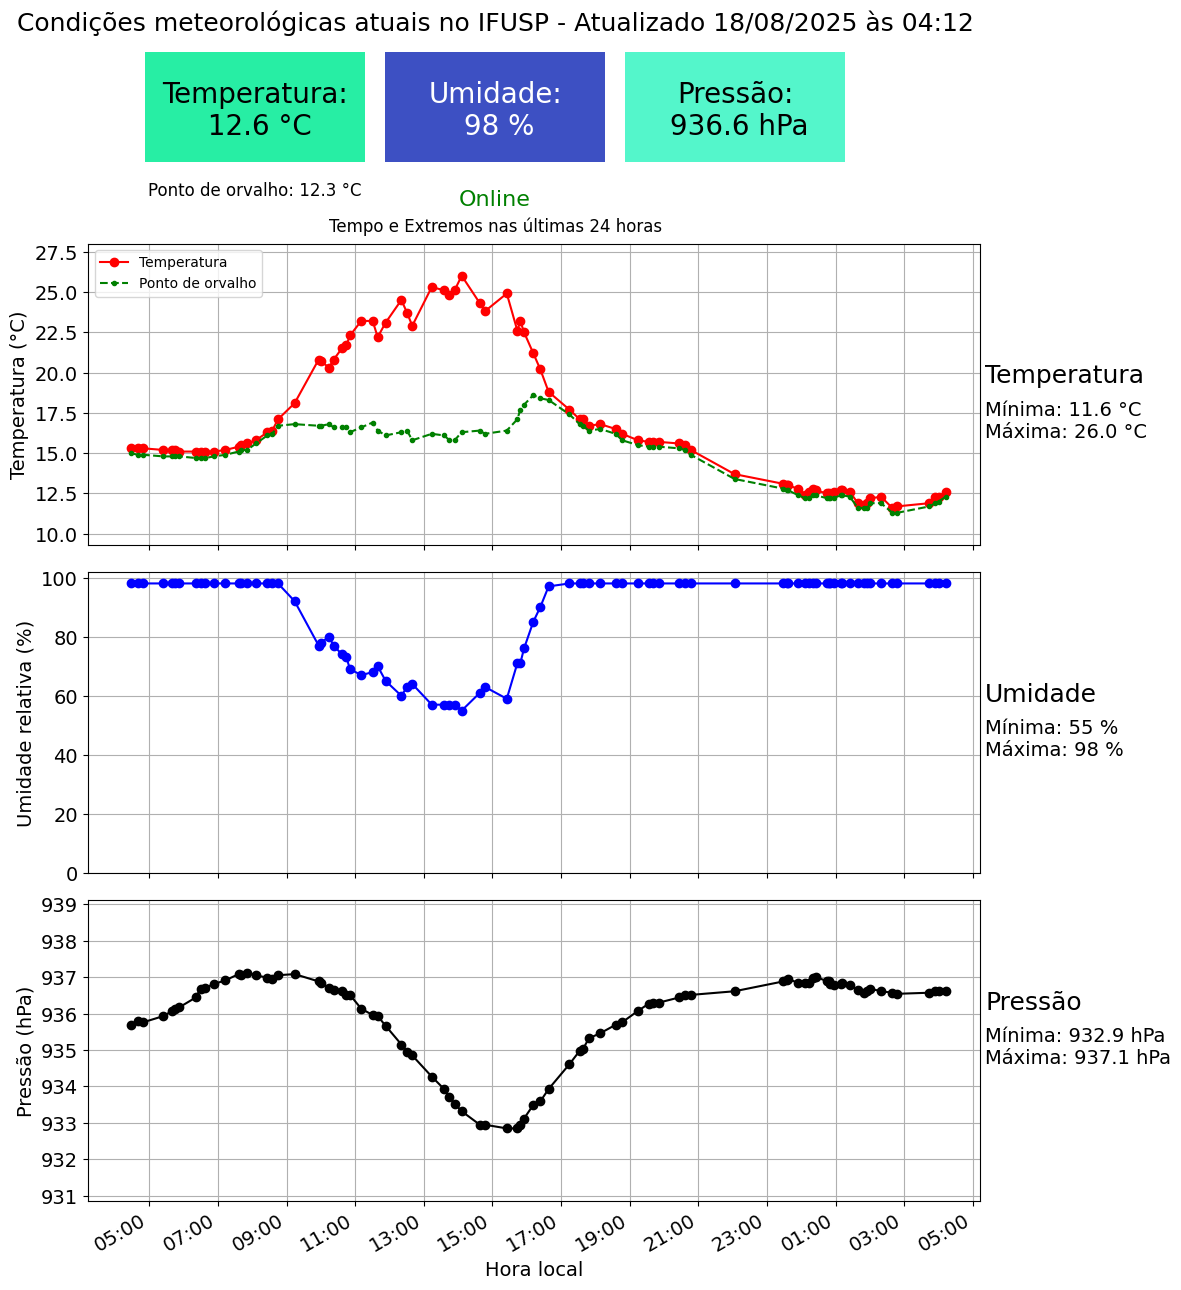 Condições meteorológicas atuais no IFUSP - Atualizado 18/08/2025 às 04:12
Temperatura:
12.6 °C
Umidade:
98 %
Pressão:
936.6 hPa
Ponto de orvalho: 12.3 °C
Online
Tempo e Extremos nas últimas 24 horas
Temperatura (°C)
27.5
25.0
22.5
20.0
17.5
15.0
12.5
10.0
Temperatura
Ponto de orvalho
Temperatura
Mínima: 11.6 °C
Máxima: 26.0 °C
Umidade relativa (%)
100
80
60
40
20
0
Umidade
Mínima: 55 %
Máxima: 98 %
Pressão (hPa)
939
938
937
936
935
934
933
932
931
Pressão
Mínima: 932.9 hPa
Máxima: 937.1 hPa
05:00 07:00 09:00 11:00 13:00 15:00 17:00 19:00 21:00 23:00 01:00 03:00 05:00
Hora local